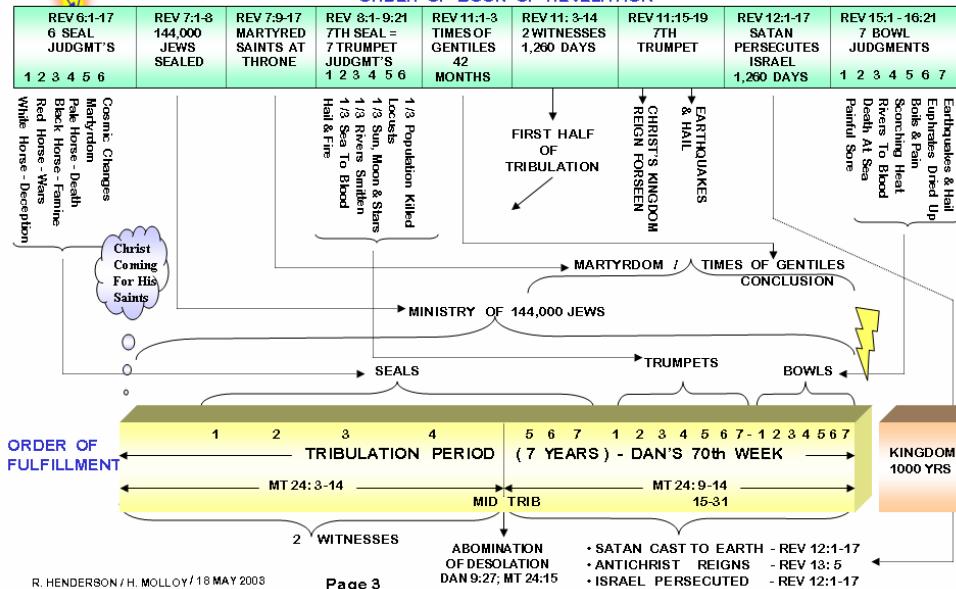 ORDER OF BOOK OF REVELATION
REV 6:1-17
6 SEAL
JUDGMT'S
1 2 3 4 5 6
REV 7:1-8
144,000
JEWS
SEALED
REV 7:9-17
MARTYRED
SAINTS AT
THRONE
REV 8:1- 9:21
7TH SEAL =
7 TRUMPET
JUDGMT'S
1 2 3 4 5 6
REV 11:1-3
TIMES OF
GENTILES
42
MONTHS
REV 11: 3-14
2 WITNESSES
1,260 DAYS
REV 11:15-19
7TH
TRUMPET
REV 12:1-17
SATAN
PERSECUTES
ISRAEL
1,260 DAYS
REV 15:1 - 16:21
7 BOWL
JUDGMENTS
1 2 3 4 5 6 7
White Horse - Deception
Red Horse - Wars
Black Horse - Famine
Pale Horse - Death
Martyrdom
Cosmic Changes
Hail & Fire
1/3 Sea To Blood
1/3 Rivers Smitten
1/3 Sun, Moon & Stars
Locusts
1/3 Population Killed
FIRST HALF
OF
TRIBULATION
CHRIST'S KINGDOM
REIGN FORSEEN
EARTHQUAKES
& HAIL
Painful Sore
Death At Sea
Rivers To Blood
Scorching Heat
Boils & Pain
Euphrates Dried Up
Earthquakes & Hail
Christ
Coming
For His
Saints
MARTYRDOM / TIMES OF GENTILES
CONCLUSION
MINISTRY OF 144,000 JEWS
SEALS
TRUMPETS
BOWLS
ORDER OF
FULFILLMENT
1 2 3 4 5 6 7 1 2 3 4 5 6 7 - 1 2 3 4 5 6 7
TRIBULATION PERIOD ( 7 YEARS ) - DAN'S 70th WEEK
MT 24: 3-14
MT 24: 9-14
MID TRIB
15-31
KINGDOM
1000 YRS
2 WITNESSES
ABOMINATION
OF DESOLATION
DAN 9:27; MT 24:15
• SATAN CAST TO EARTH - REV 12:1-17
• ANTICHRIST REIGNS - REV 13: 5
• ISRAEL PERSECUTED - REV 12:1-17
R. HENDERSON / H. MOLLOY / 18 MAY 2003
Page 3